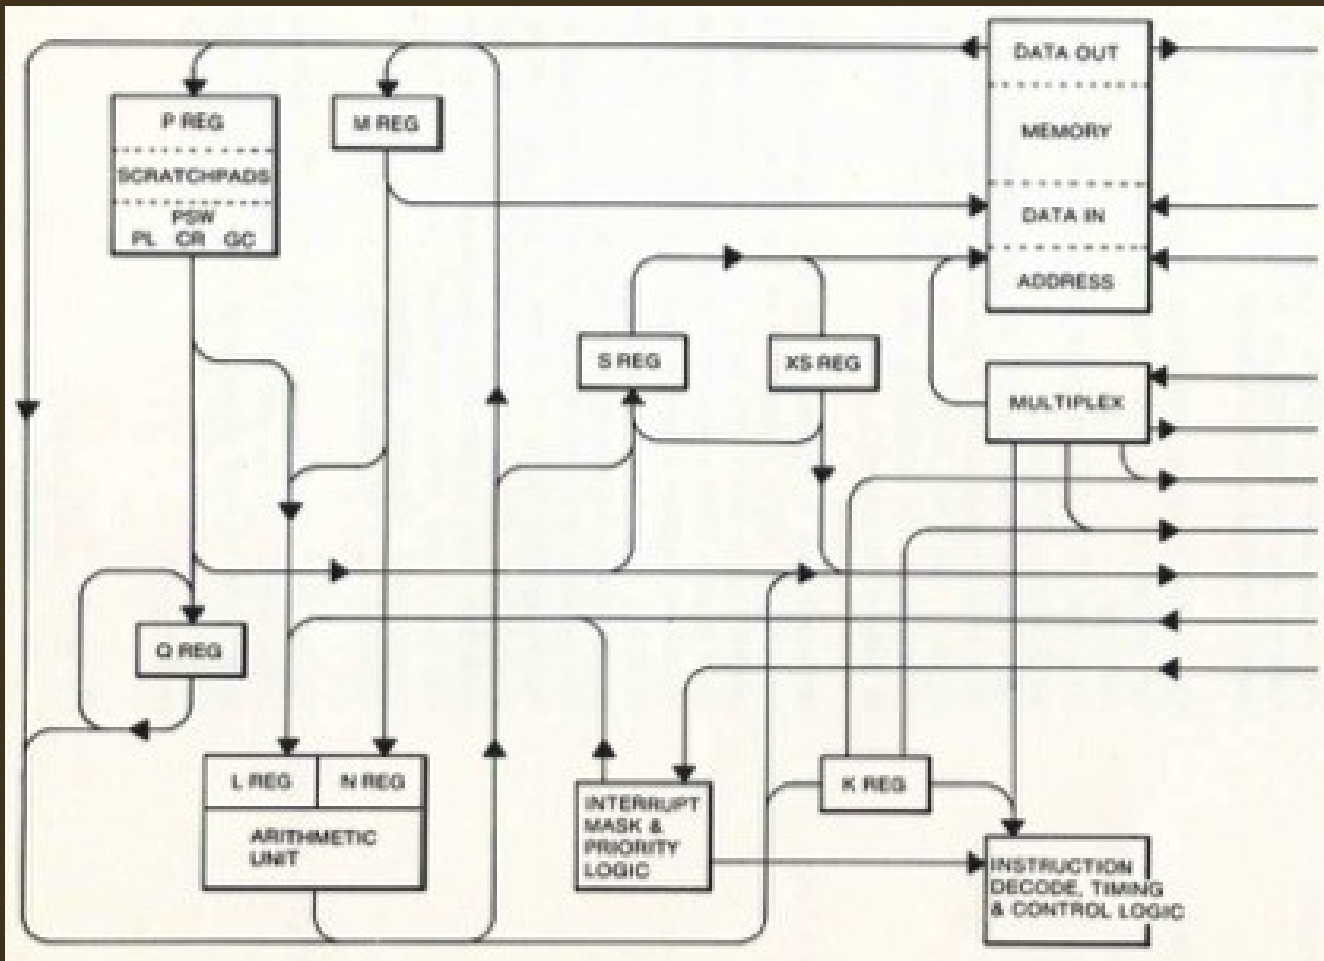 DATA OUT
MEMORY
DATA IN
ADDRESS
P REG
SCRATCHPADS
PSW
PL CR GC
M REG
S REG
XS REG
MULTIPLEX
Q REG
L REG
N REG
ARITHMETIC
UNIT
INTERRUPT
MASK &
PRIORITY
LOGIC
K REG
INSTRUCTION
DECODE, TIMING
& CONTROL LOGIC